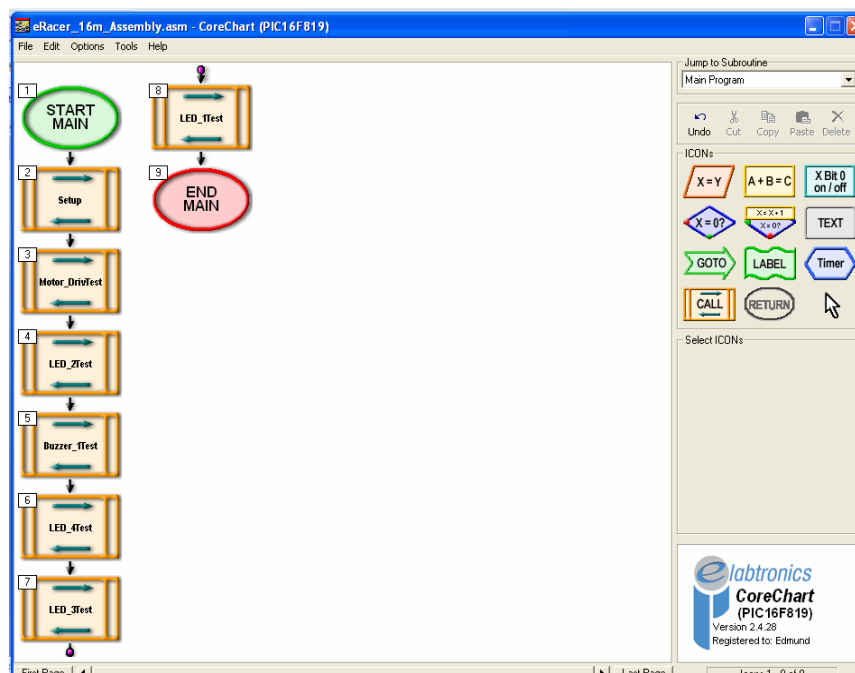 eRacer_16m_Assembly.asm - CoreChart (PIC16F819)
File Edit Options Tools Help
1
START
MAIN
2
Setup
3
Motor_DrivTest
4
LED_2Test
5
Buzzer_1Test
6
LED_4Test
7
LED_3Test
8
LED_1Test
9
END
MAIN
Jump to Subroutine
Main Program
Undo Cut Copy Paste Delete
ICONs
X = Y
A + B = C
X Bit 0
on / off
X = 0?
X = X + 1
X = 0?
TEXT
GOTO
LABEL
Timer
CALL
RETURN
Select ICONs
elabtronics
CoreChart
(PIC16F819)
Version 2.4.28
Registered to: Edmund
First Page
Last Page